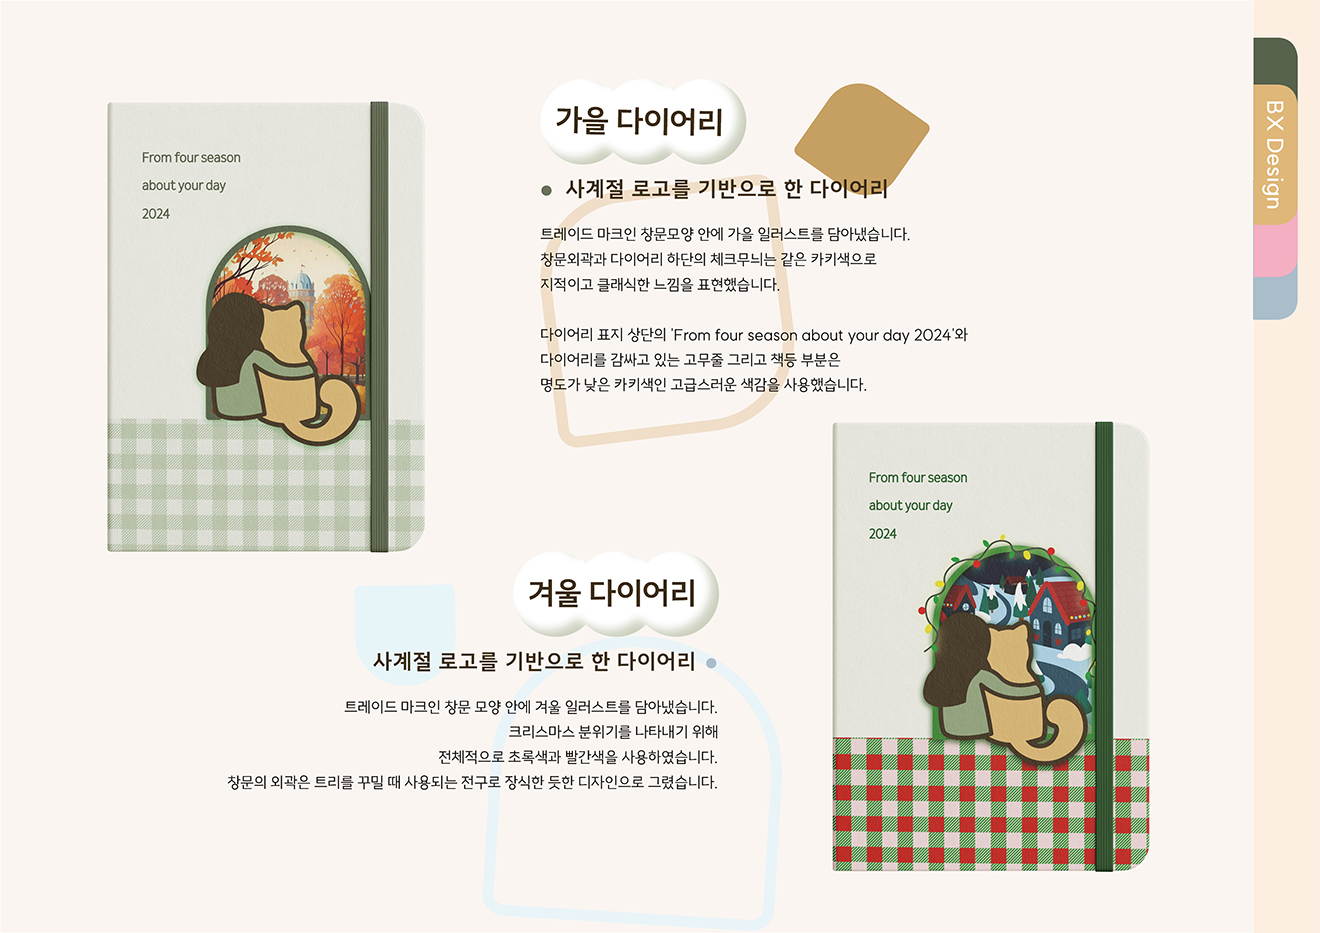 From four season
about your day
2024
가을 다이어리
사계절 로고를 기반으로 한 다이어리
트레이드 마크인 창문모양 안에 가을 일러스트를 담아냈습니다.
창문외곽과 다이어리 하단의 체크무늬는 같은 카키색으로
지적이고 클래식한 느낌을 표현했습니다.
다이어리 표지 상단의 'From four season about your day 2024'와
다이어리를 감싸고 있는 고무줄 그리고 책등 부분은
명도가 낮은 카키색인 고급스러운 색감을 사용했습니다.
BX Design
겨울 다이어리
사계절 로고를 기반으로 한 다이어리
트레이드 마크인 창문 모양 안에 겨울 일러스트를 담아냈습니다.
크리스마스 분위기를 나타내기 위해
전체적으로 초록색과 빨간색을 사용하였습니다.
창문의 외곽은 트리를 꾸밀 때 사용되는 전구로 장식한 듯한 디자인으로 그렸습니다.
From four season
about your day
2024